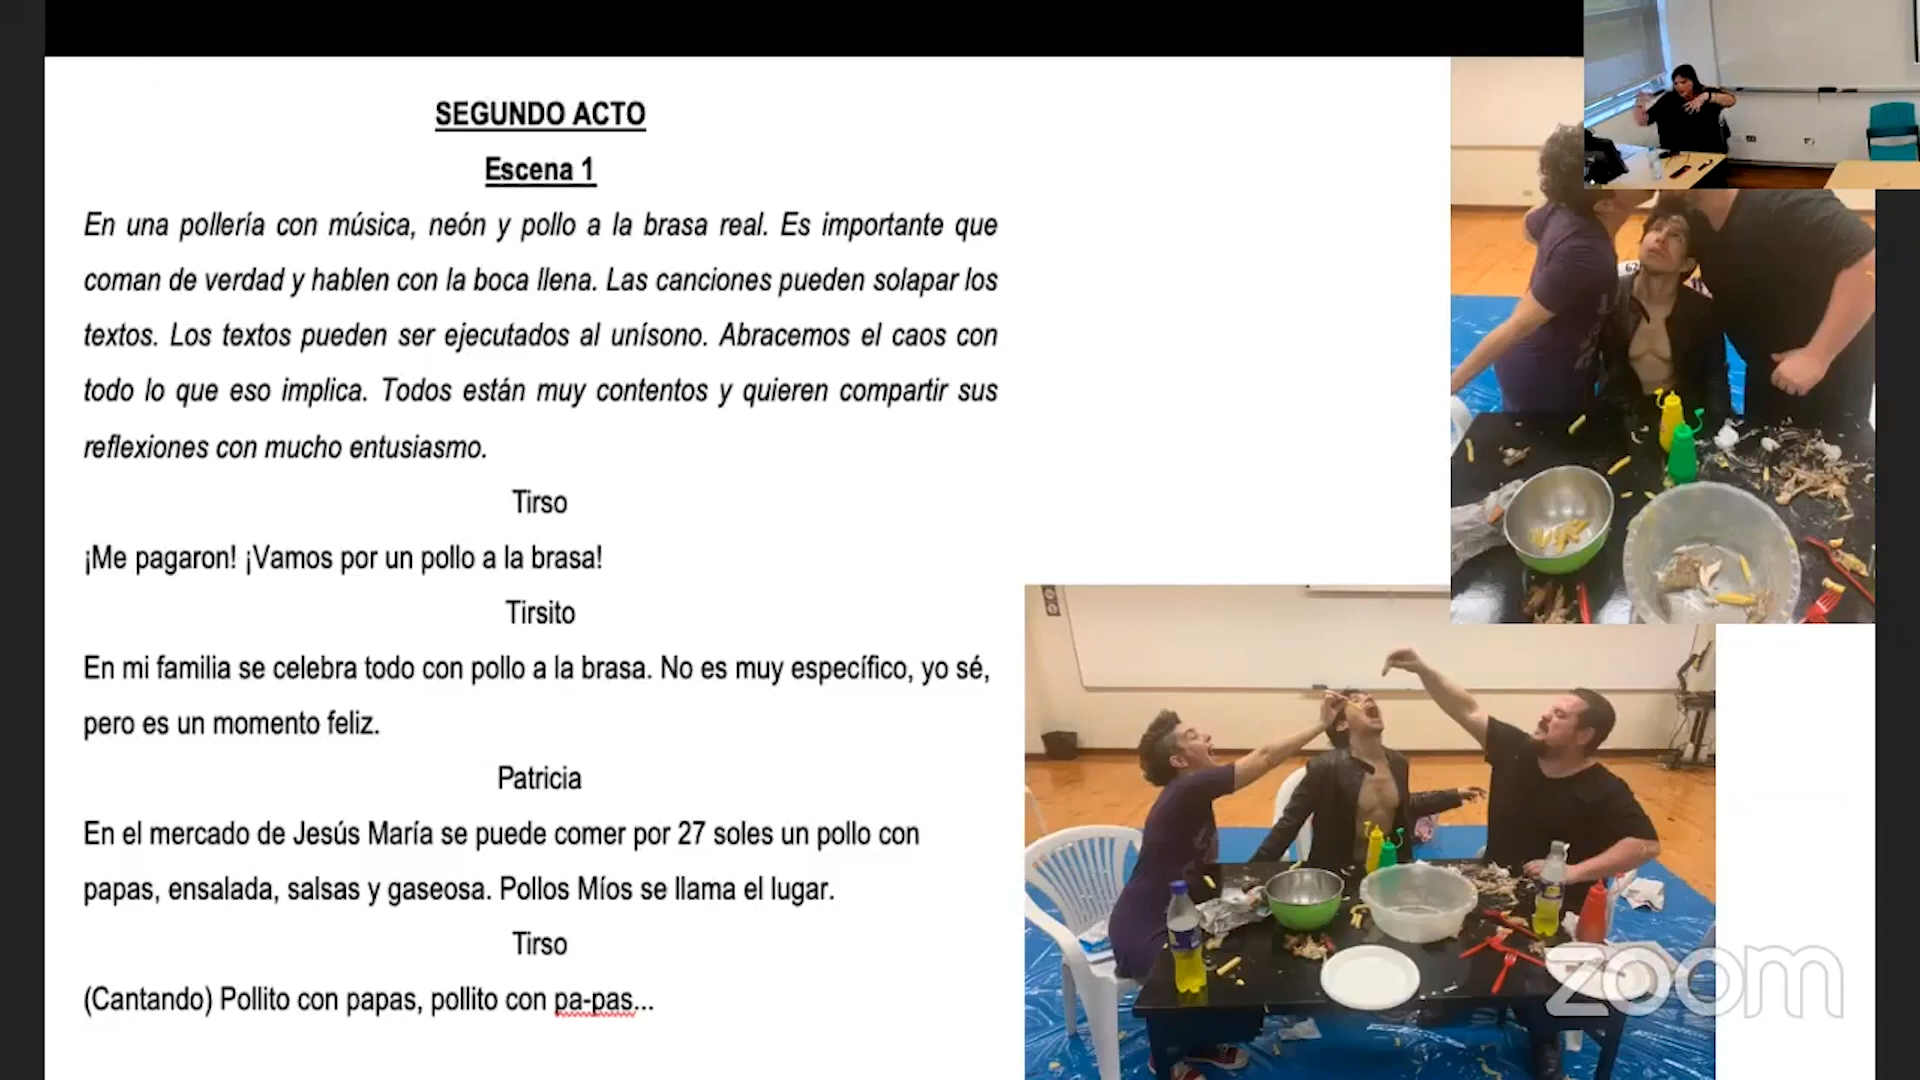 SEGUNDO ACTO
Escena 1
En una pollería con música, neón y pollo a la brasa real. Es importante que
coman de verdad y hablen con la boca llena. Las canciones pueden solapar los
textos. Los textos pueden ser ejecutados al unísono. Abracemos el caos con
todo lo que eso implica. Todos están muy contentos y quieren compartir sus
reflexiones con mucho entusiasmo.
Tirso
¡Me pagaron! ¡Vamos por un pollo a la brasa!
Tirsito
En mi familia se celebra todo con pollo a la brasa. No es muy específico, yo sé,
pero es un momento feliz.
Patricia
En el mercado de Jesús María se puede comer por 27 soles un pollo con
papas, ensalada, salsas y gaseosa. Pollos Míos se llama el lugar.
Tirso
(Cantando) Pollito con papas, pollito con pa-pas...
zoom